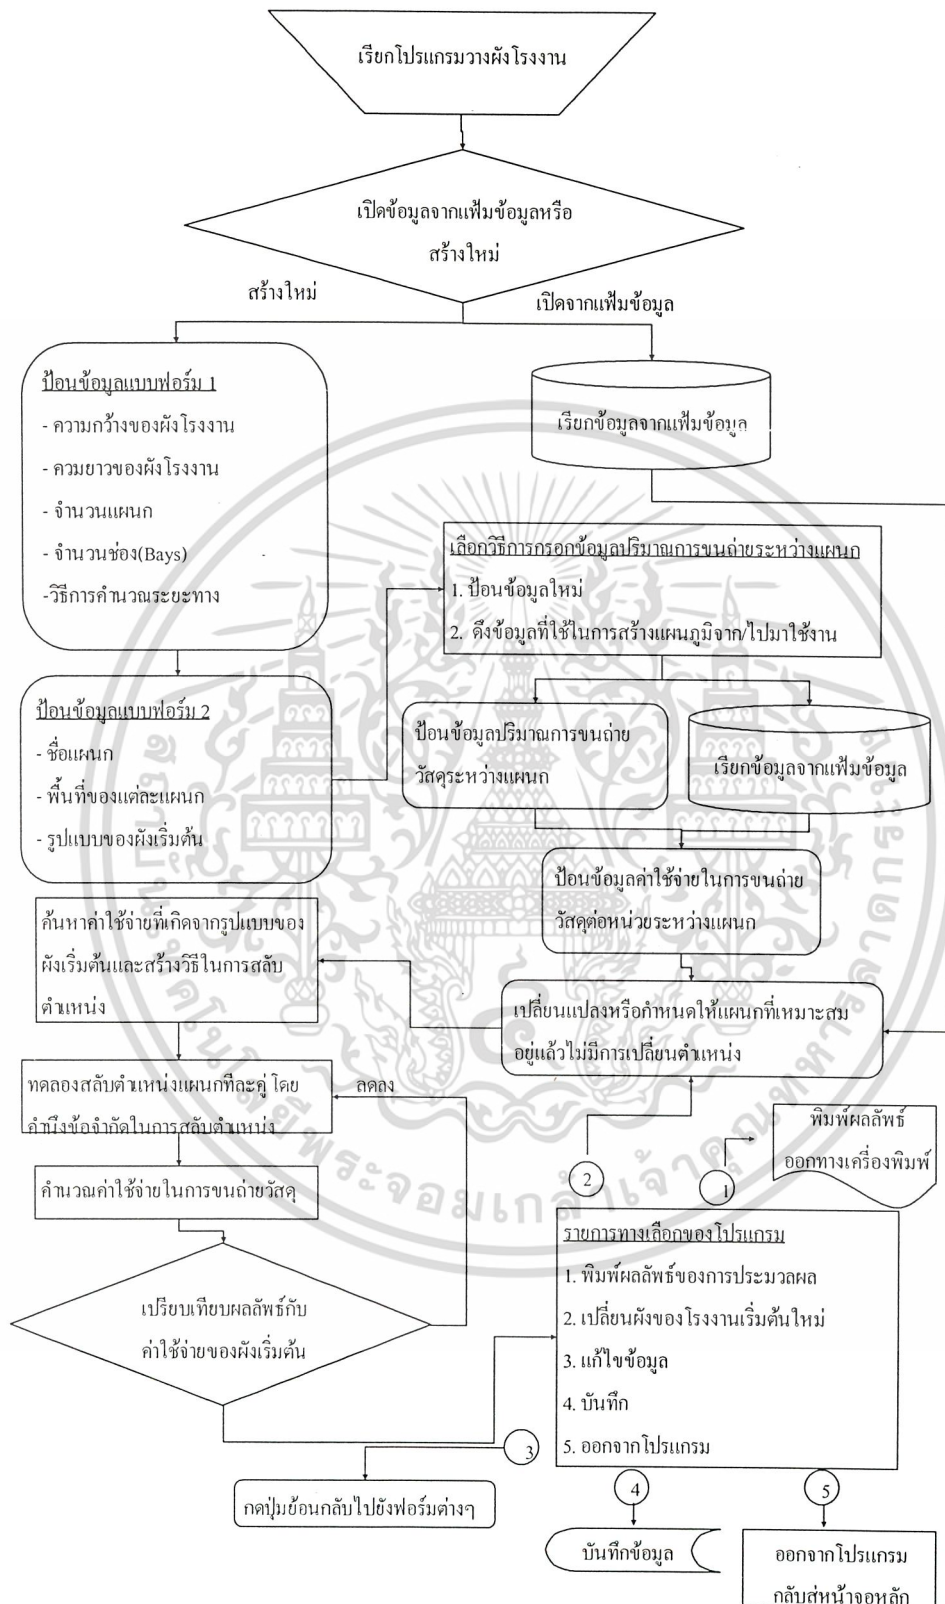 เรียกโปรแกรมวางผังโรงงาน
เปิดข้อมูลจากแฟ้มข้อมูลหรือ
สร้างใหม่
สร้างใหม่
เปิดจากแฟ้มข้อมูล
ป้อนข้อมูลแบบฟอร์ม 1
- ความกว้างของผังโรงงาน
- ควมยาวของผังโรงงาน
- จำนวนแผนก
- จำนวนช่อง(Bays)
-วิธีการคำนวณระยะทาง
เรียกข้อมูลจากแฟ้มข้อมูล
เลือกวิธีการกรอกข้อมูลปริมาณการขนถ่ายระหว่างแผนก
1. ป้อนข้อมูลใหม่
2. ดึงข้อมูลที่ใช้ในการสร้างแผนภูมิจาก/ไปมาใช้งาน
ป้อนข้อมูลแบบฟอร์ม 2
- ชื่อแผนก
- พื้นที่ของแต่ละแผนก
- รูปแบบของผังเริ่มต้น
ป้อนข้อมูลปริมาณการขนถ่าย
วัสดุระหว่างแผนก
เรียกข้อมูลจากแฟ้มข้อมูล
ป้อนข้อมูลค่าใช้จ่ายในการขนถ่าย
วัสดุต่อหน่วยระหว่างแผนก
ค้นหาค่าใช้จ่ายที่เกิดจากรูปแบบของ
ผังเริ่มต้นและสร้างวิธีในการสลับ
ตำแหน่ง
เปลี่ยนแปลงหรือกำหนดให้แผนกที่เหมาะสม
อยู่แล้วไม่มีการเปลี่ยนตำแหน่ง
ทดลองสลับตำแหน่งแผนกทีละคู่ โดย
คำนึงข้อจำกัดในการสลับตำแหน่ง
ลดลง
คำนวณค่าใช้จ่ายในการขนถ่ายวัสดุ
2
1
พิมพ์ผลลัพธ์
ออกทางเครื่องพิมพ์
พระจอมเกล้าเจ้าคุณทหารลาดกระบัง
เปรียบเทียบผลลัพธ์กับ
ค่าใช้จ่ายของผังเริ่มต้น
รายการทางเลือกของโปรแกรม
1. พิมพ์ผลลัพธ์ของการประมวลผล
2. เปลี่ยนผังของโรงงานเริ่มต้นใหม่
3. แก้ไขข้อมูล
4. บันทึก
5. ออกจากโปรแกรม
3
กดปุ่มย้อนกลับไปยังฟอร์มต่างๆ
4
5
บันทึกข้อมูล
ออกจากโปรแกรม
กลับสู่หน้าจอหลัก